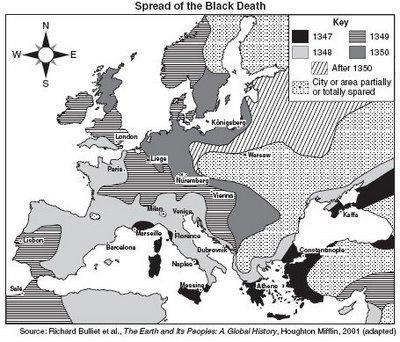 Spread of the Black Death
N
W
E
S
Key
1347
1349
1348
1350
After 1350
City or area partially
or totally spared
Königsberg
London
Liège
Warsaw
Paris
Nuremberg
Vienna
Milan
Venice
Kaffa
Marseille
Florence
Lisbon
Barcelona
Dubrovnik
Constantinople
Naples
Salé
Messina
Athens
Source: Richard Bulliet et al., The Earth and Its Peoples: A Global History, Houghton Mifflin, 2001 (adapted)